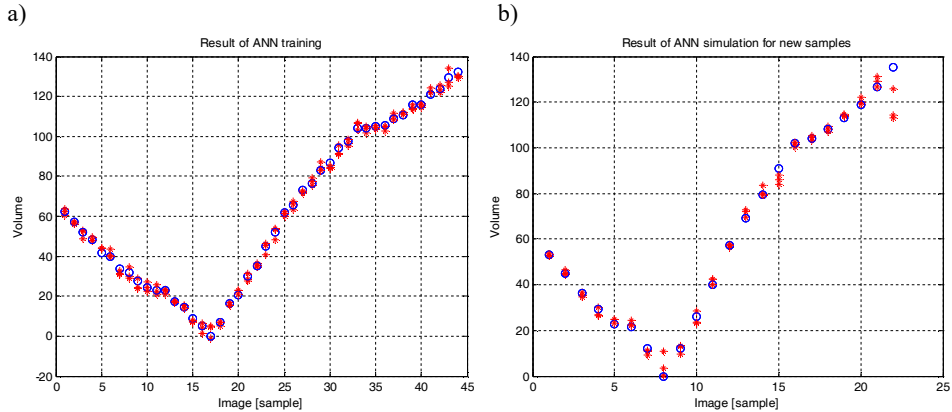 a)
b)
Result of ANN training
Result of ANN simulation for new samples
140
120
100
80
60
40
20
0
-20
Volume
0 5 10 15 20 25 30 35 40 45
Image [sample]
140
120
100
80
60
40
20
0
Volume
0 5 10 15 20 25
Image [sample]